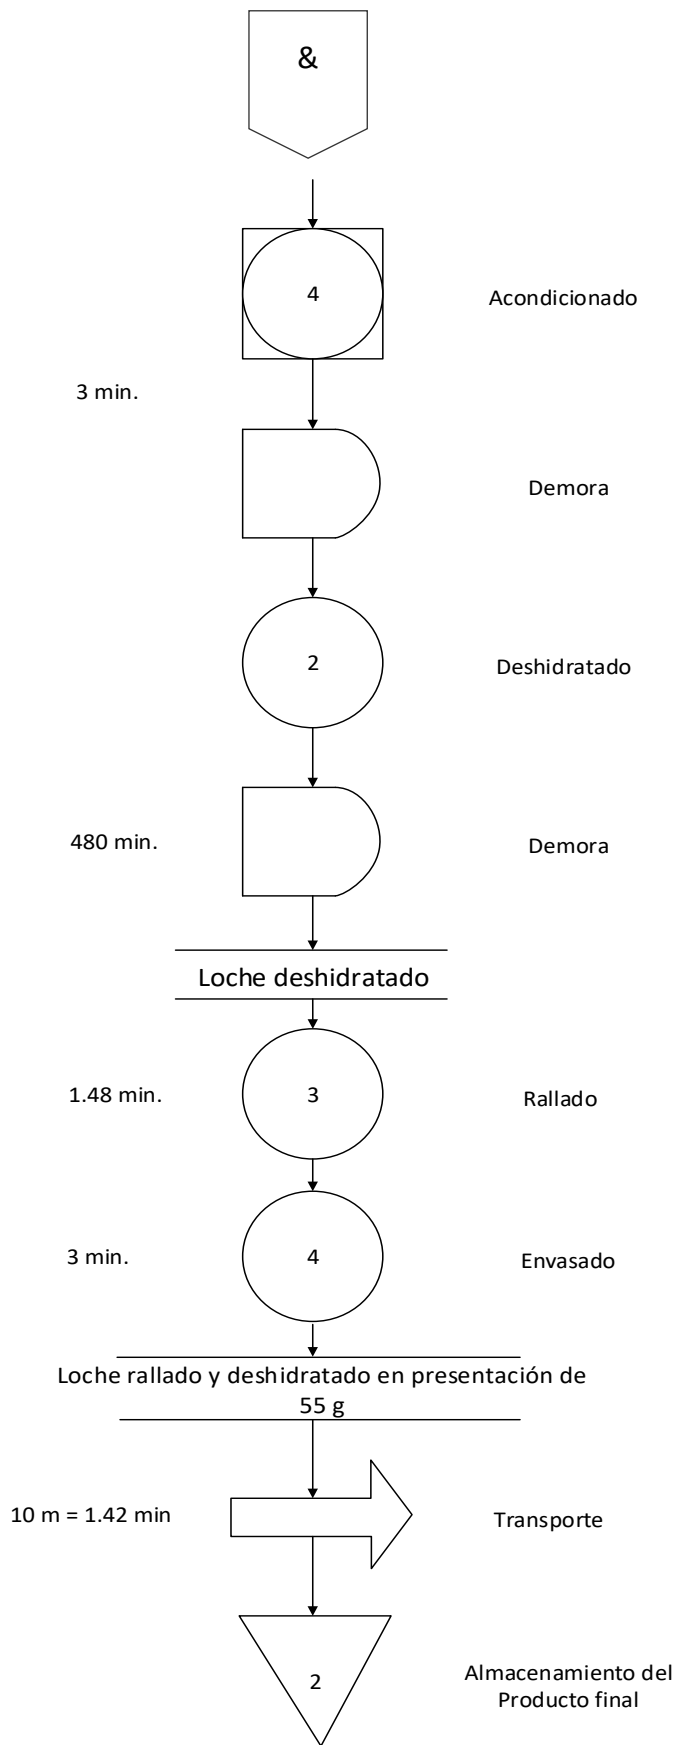 &
4
Acondicionado
3 min.
Demora
2
Deshidratado
480 min.
Demora
Loche deshidratado
1.48 min.
3
Rallado
3 min.
4
Envasado
Loche rallado y deshidratado en presentación de
55 g
10 m = 1.42 min
Transporte
2
Almacenamiento del
Producto final